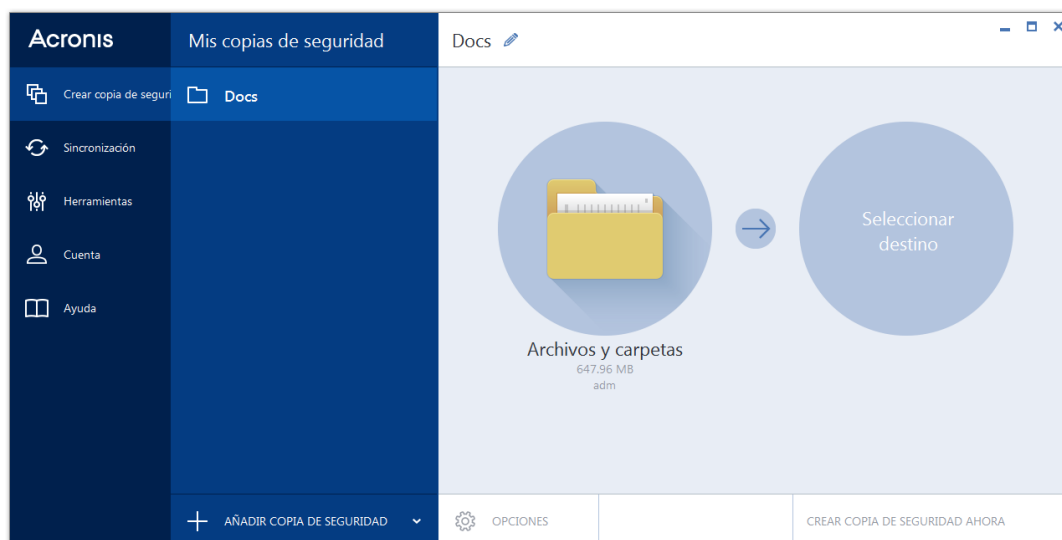 Acronis
Mis copias de seguridad
Docs
Crear copia de seguri
Docs
Sincronización
Herramientas
Cuenta
Ayuda
Seleccionar
destino
Archivos y carpetas
647.96 MB
adm
AÑADIR COPIA DE SEGURIDAD
OPCIONES
CREAR COPIA DE SEGURIDAD AHORA